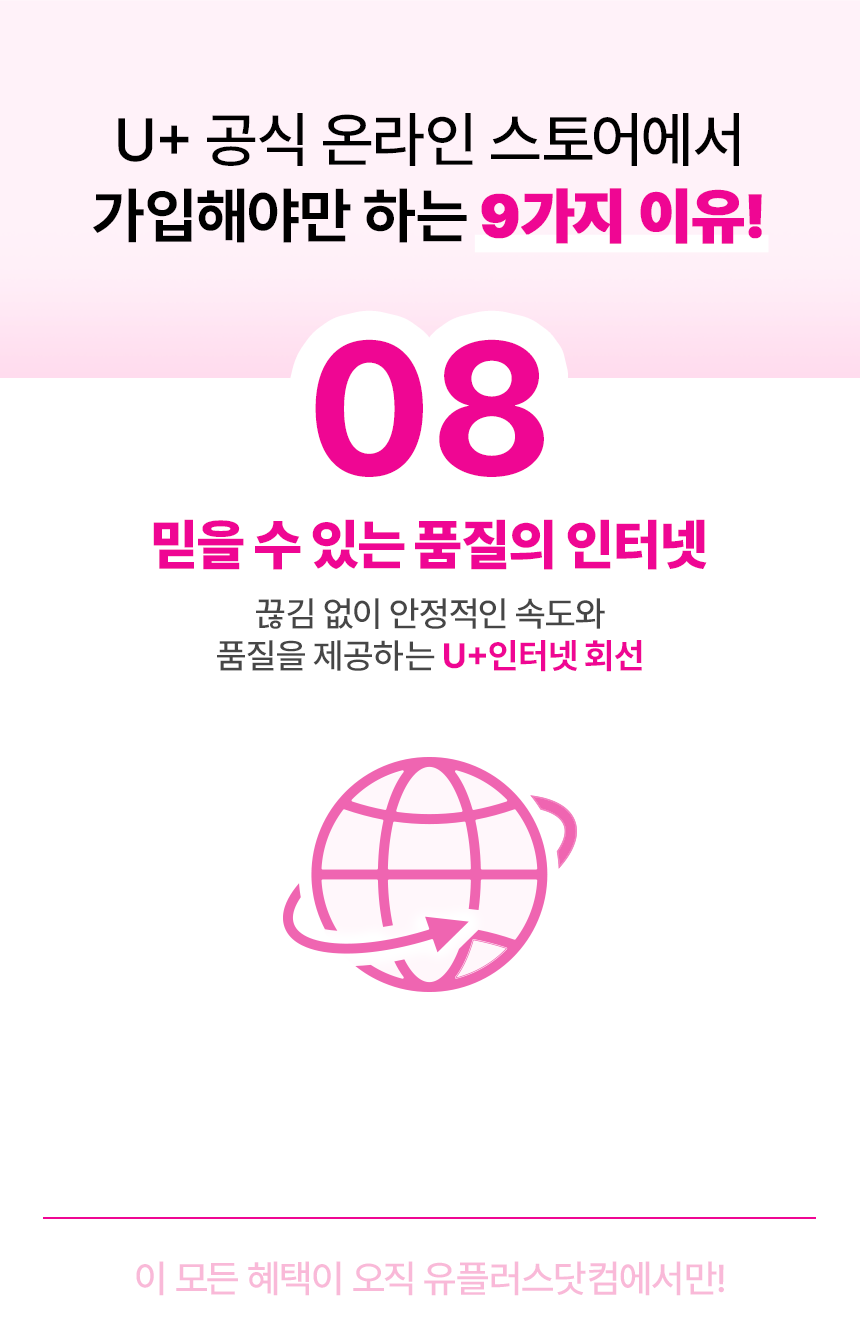 U+ 공식 온라인 스토어에서
가입해야만 하는 9가지 이유!
08
믿을 수 있는 품질의 인터넷
끊김 없이 안정적인 속도와
품질을 제공하는 U+인터넷 회선
이 모든 혜택이 오직 유플러스닷컴에서만!